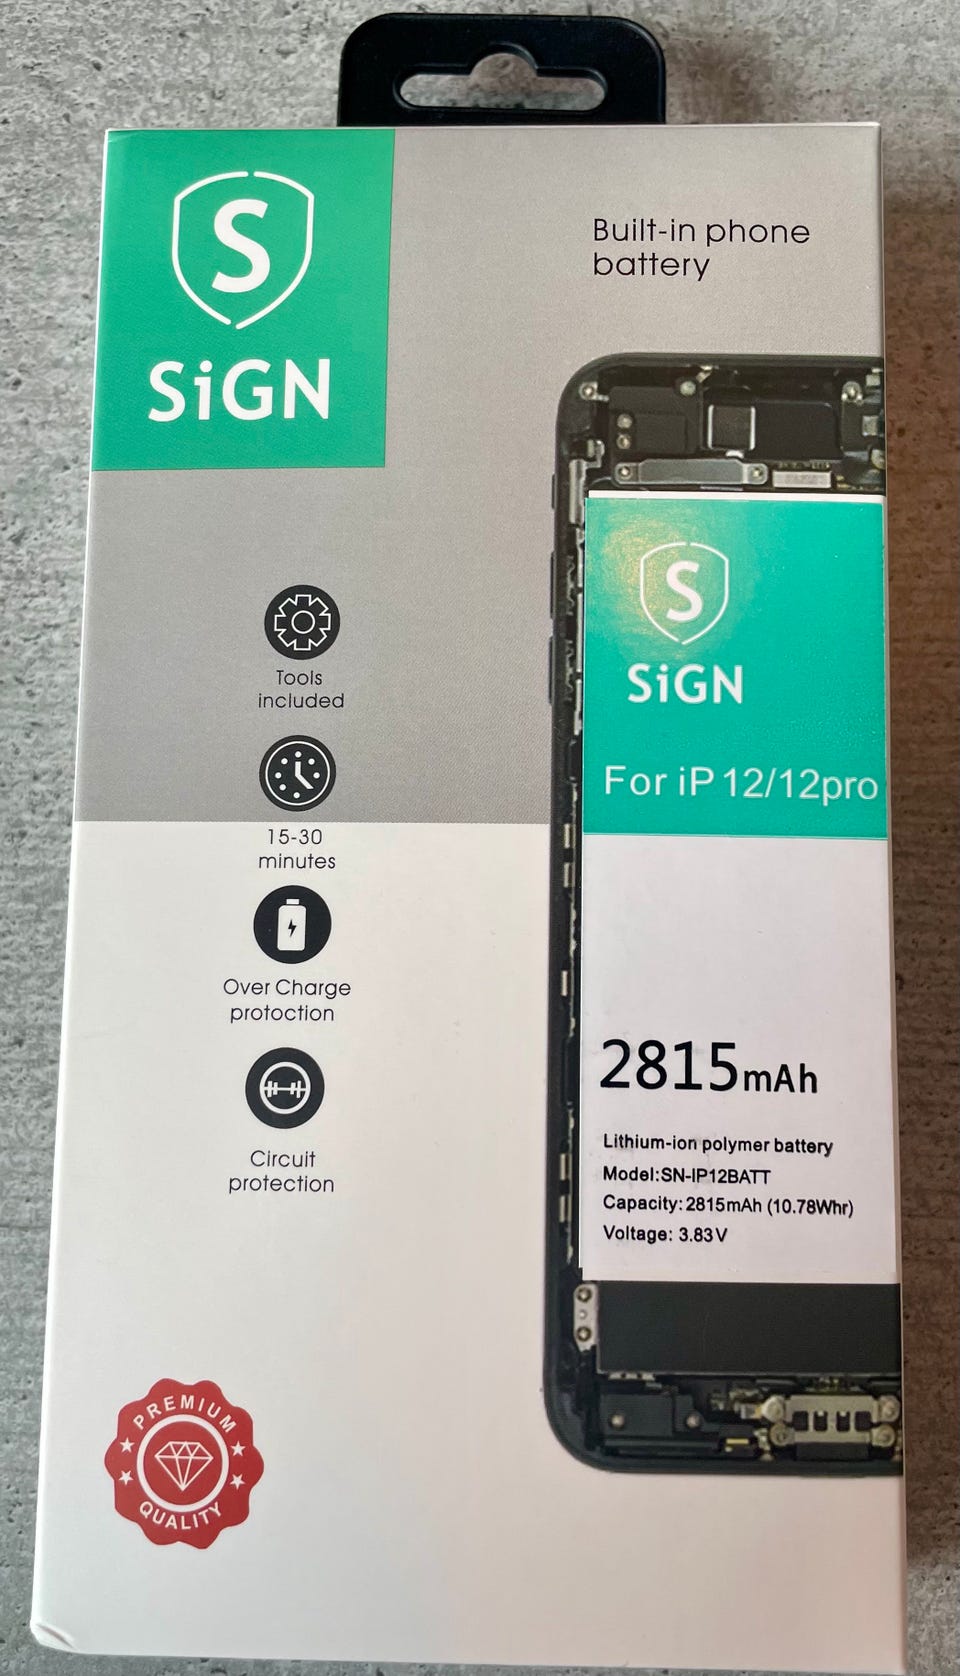 S
SiGN
Built-in phone
battery
Tools
included
15-30
minutes
Over Charge
protoction
Circuit
protection
PREMIUM
QUALITY
S
SiGN
For iP 12/12pro
2815mAh
Lithium-ion polymer battery
Model:SN-IP12BATT
Capacity: 2815mAh (10.78Whr)
Voltage: 3.83V